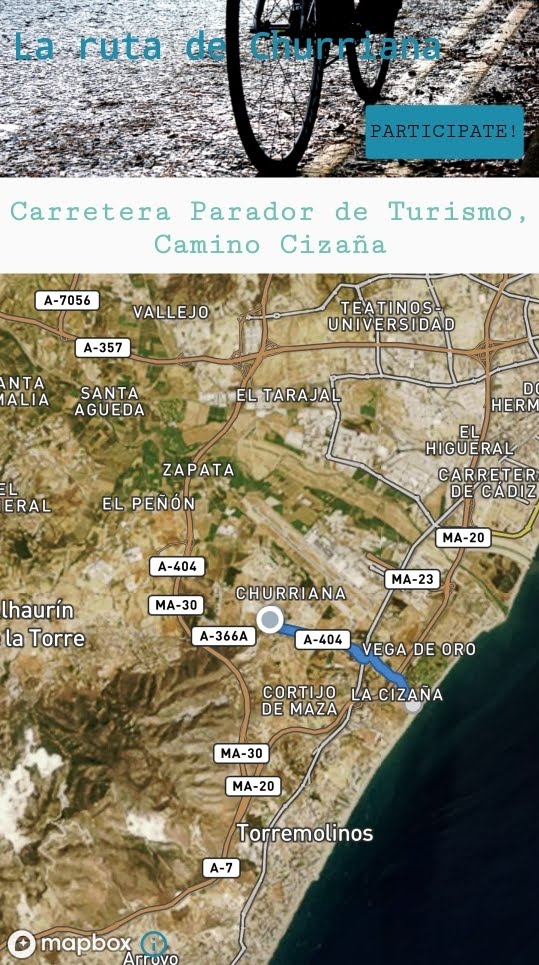 La ruta de Churriana
PARTICIPATE!
Carretera Parador de Turismo,
Camino Cizaña
A-7056
VALLEJO
TEATINOS-
UNIVERSIDAD
A-357
ANTA
MALIA
SANTA
AGUEDA
EL TARAJAL
DO
HERM
EL
HIGUERAL
ZAPATA
CARRETER
DE CÁDIZ
EL
ERAL
EL PEÑÓN
MA-20
A-404
MA-23
CHURRIANA
MA-30
lhaurín
la Torre
A-366A
A-404
VEGA DE ORO
CORTIJO
DE MAZA
LA CIZAÑA
MA-30
MA-20
Torremolinos
A-7
mapbox
Arroyo